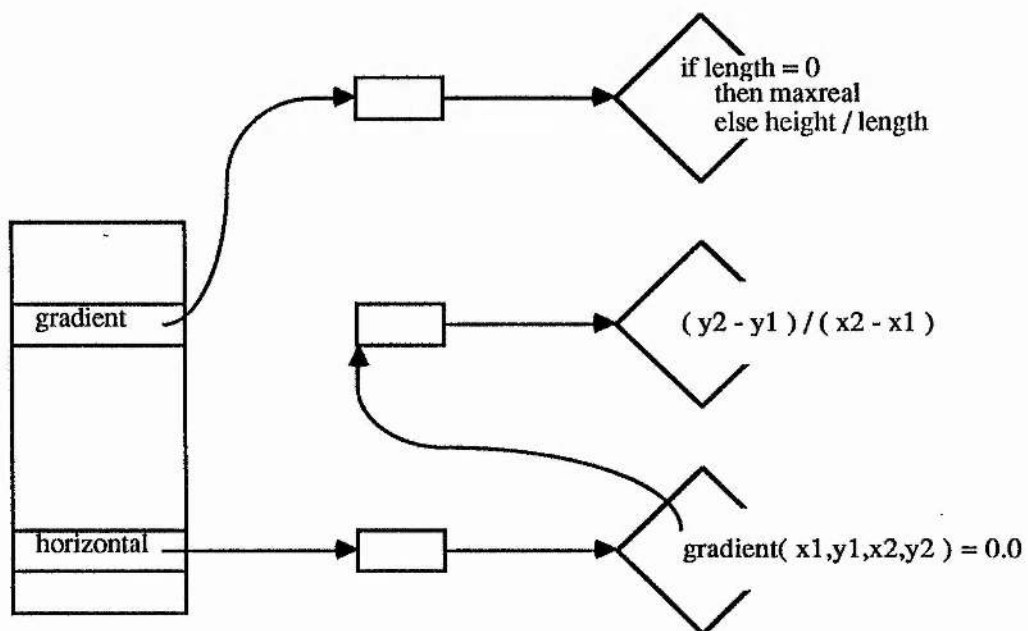 if length = 0
then maxreal
else height / length
gradient
( y2 - y1 ) / ( x2 - x1 )
horizontal
gradient( x1,y1,x2,y2 ) = 0.0